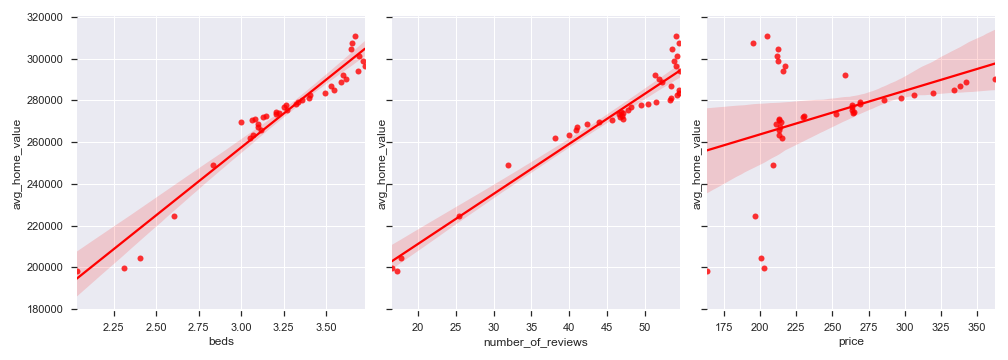 320000
300000
280000
260000
240000
220000
200000
180000
avg_home_value
2.25 2.50 2.75 3.00 3.25 3.50
beds
avg_home_value
20 25 30 35 40 45 50
number_of_reviews
avg_home_value
175 200 225 250 275 300 325 350
price